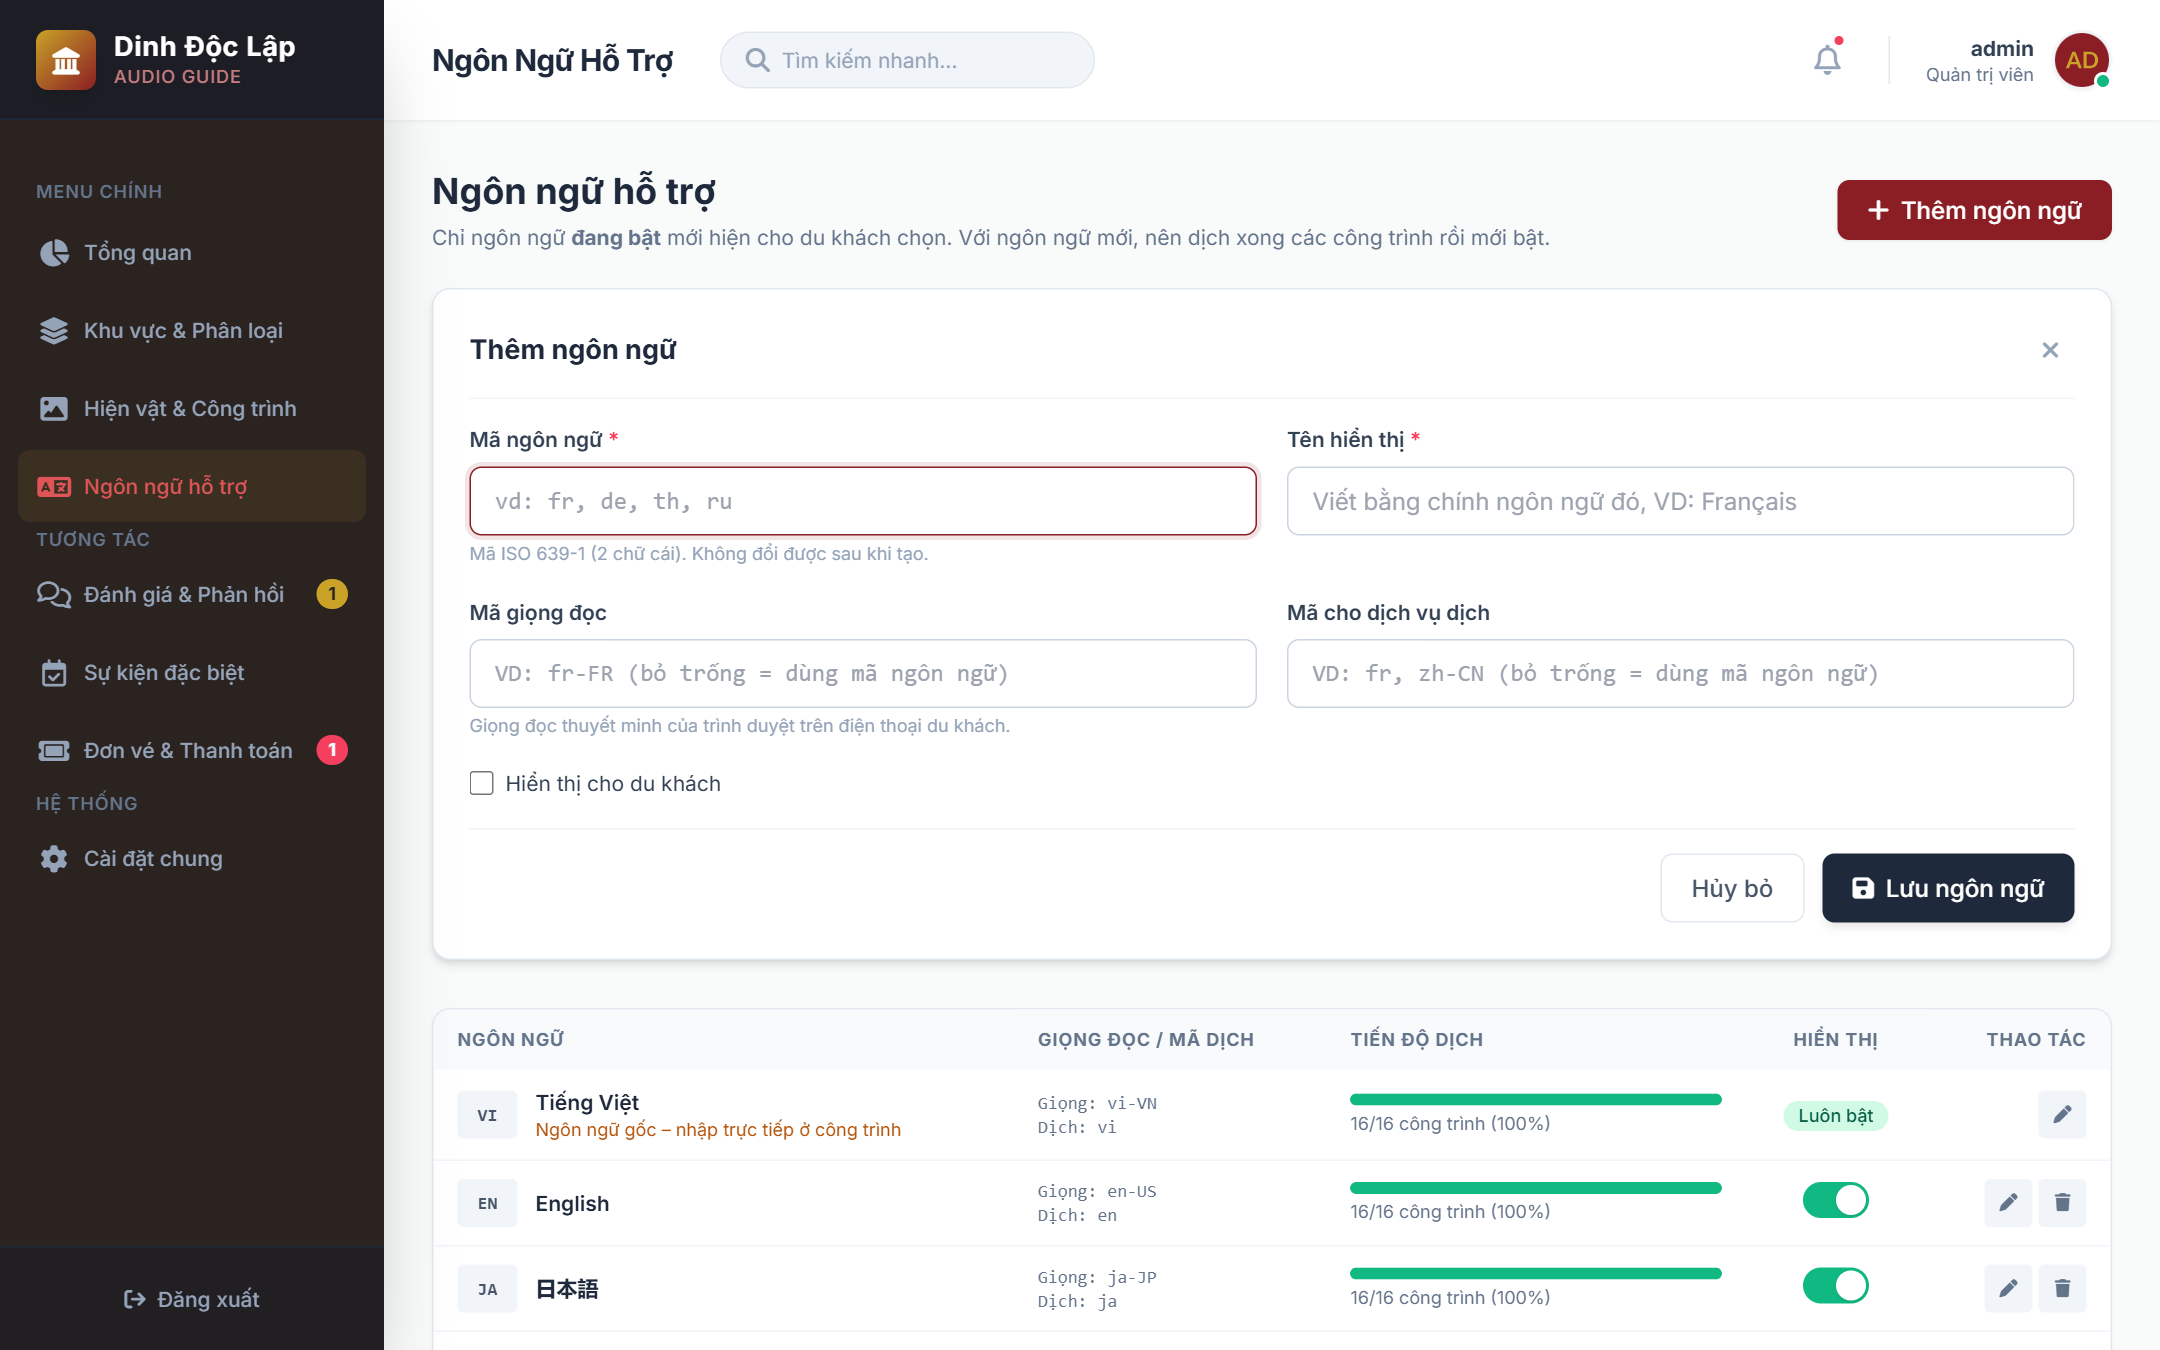 Dinh Độc Lập
AUDIO GUIDE
MENU CHÍNH
Tổng quan
Khu vực & Phân loại
Hiện vật & Công trình
Ngôn ngữ hỗ trợ
TƯƠNG TÁC
Đánh giá & Phản hồi 1
Sự kiện đặc biệt
Đơn vé & Thanh toán 1
HỆ THỐNG
Cài đặt chung
Đăng xuất
Ngôn Ngữ Hỗ Trợ
Tìm kiếm nhanh...
admin
Quản trị viên
AD
Ngôn ngữ hỗ trợ
Chỉ ngôn ngữ đang bật mới hiện cho du khách chọn. Với ngôn ngữ mới, nên dịch xong các công trình rồi mới bật.
Thêm ngôn ngữ
Thêm ngôn ngữ
Mã ngôn ngữ *
vd: fr, de, th, ru
Mã ISO 639-1 (2 chữ cái). Không đổi được sau khi tạo.
Tên hiển thị *
Viết bằng chính ngôn ngữ đó, VD: Français
Mã giọng đọc
VD: fr-FR (bỏ trống = dùng mã ngôn ngữ)
Giọng đọc thuyết minh của trình duyệt trên điện thoại du khách.
Mã cho dịch vụ dịch
VD: fr, zh-CN (bỏ trống = dùng mã ngôn ngữ)
Hiển thị cho du khách
Hủy bỏ
Lưu ngôn ngữ
NGÔN NGỮ GIỌNG ĐỌC / MÃ DỊCH TIẾN ĐỘ DỊCH HIỂN THỊ THAO TÁC
VI
Tiếng Việt
Ngôn ngữ gốc – nhập trực tiếp ở công trình
Giọng: vi-VN
Dịch: vi
16/16 công trình (100%)
Luôn bật
EN
English
Giọng: en-US
Dịch: en
16/16 công trình (100%)
JA
日本語
Giọng: ja-JP
Dịch: ja
16/16 công trình (100%)